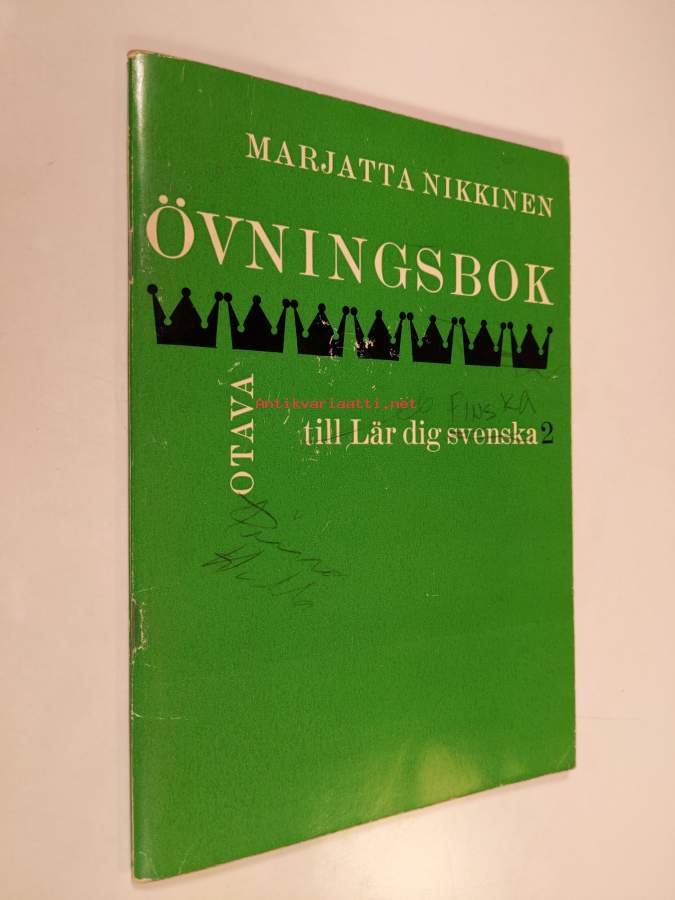 MARJATTA NIKKINEN
ÖVNINGSBOK
OTAVA
Antikvariaatti.net
FINSKA
till Lär dig svenska 2